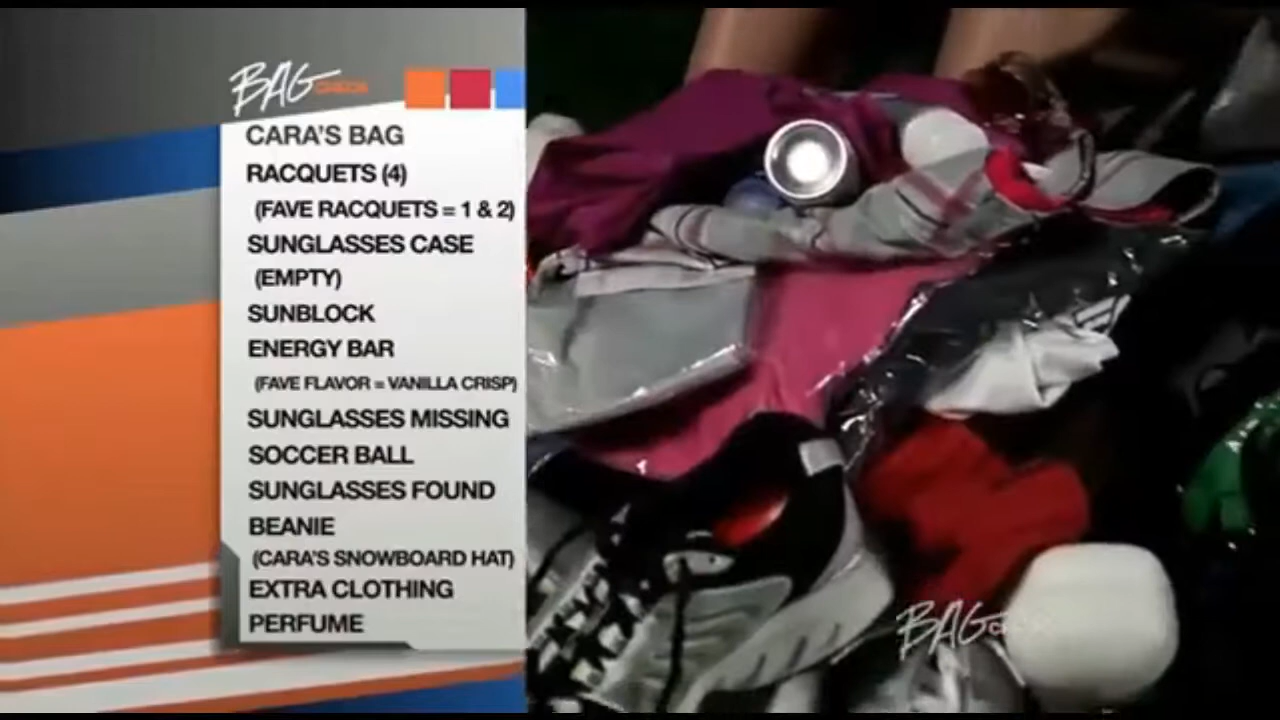 BAG CHECK
CARA'S BAG
RACQUETS (4)
(FAVE RACQUETS = 1 & 2)
SUNGLASSES CASE
(EMPTY)
SUNBLOCK
ENERGY BAR
(FAVE FLAVOR = VANILLA CRISP)
SUNGLASSES MISSING
SOCCER BALL
SUNGLASSES FOUND
BEANIE
(CARA'S SNOWBOARD HAT)
EXTRA CLOTHING
PERFUME
BAG